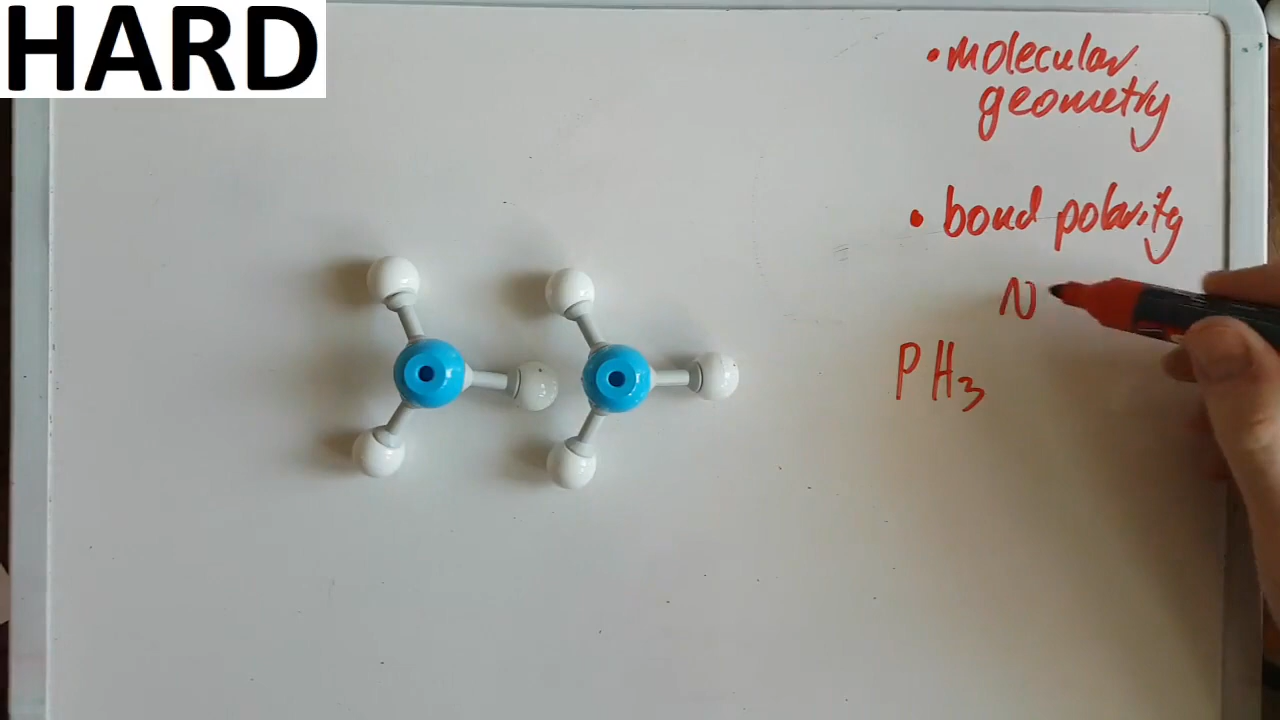 HARD
• molecular
geometry
• bond polarity
N
PH₃